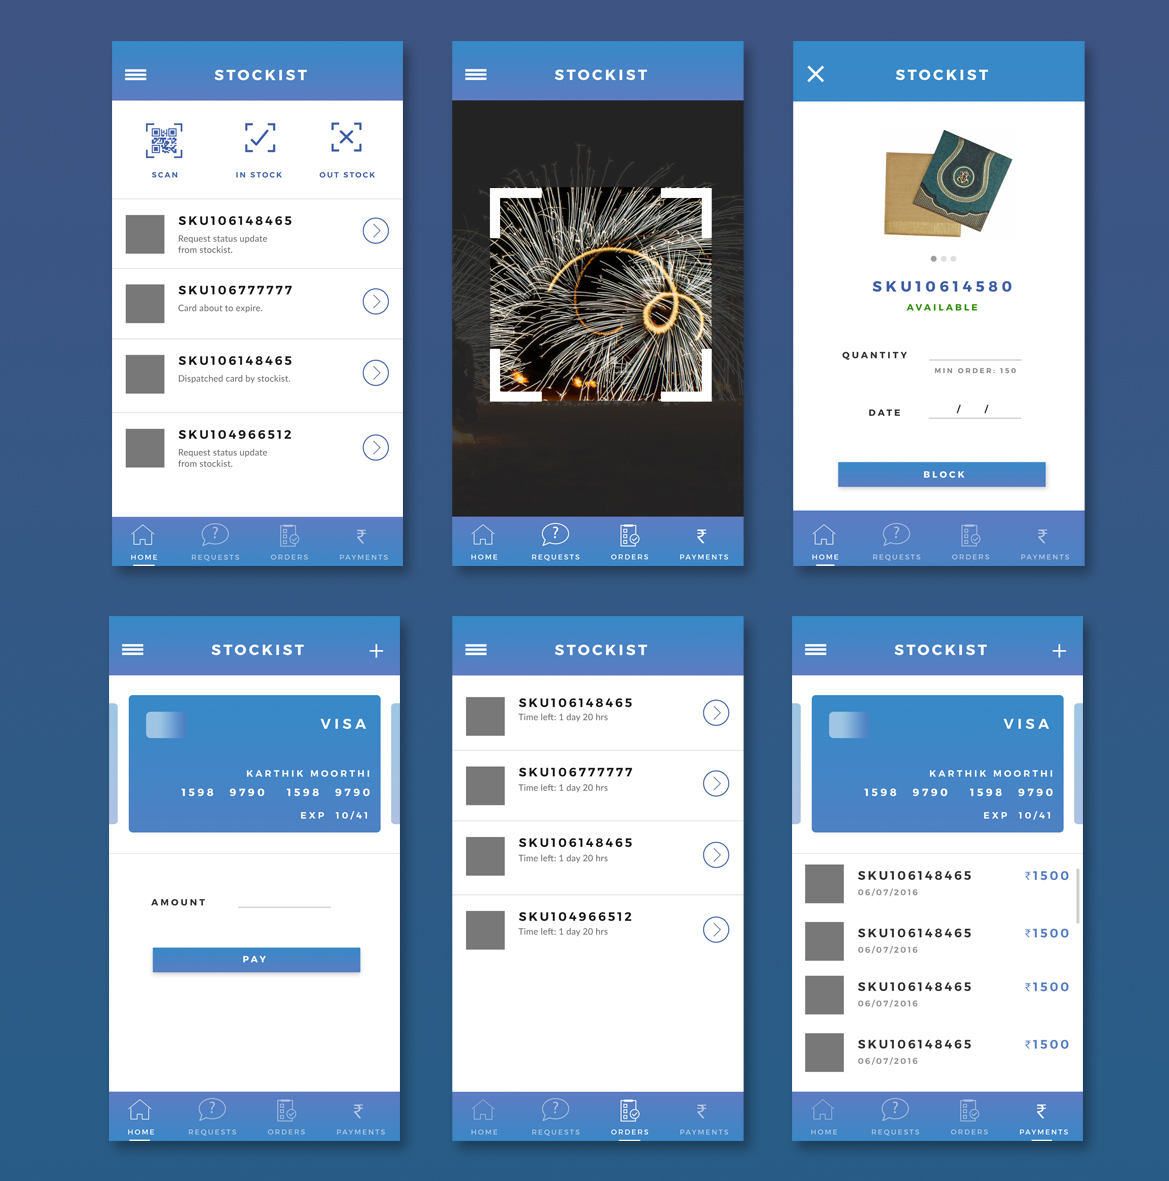 STOCKIST
SCAN
IN STOCK
OUT STOCK
SKU106148465
Request status update
from stockist.
SKU106777777
Card about to expire.
SKU106148465
Dispatched card by stockist.
SKU104966512
Request status update
from stockist.
HOME
REQUESTS
ORDERS
₹
PAYMENTS
STOCKIST
HOME
REQUESTS
ORDERS
₹
PAYMENTS
STOCKIST
SKU10614580
AVAILABLE
QUANTITY
MIN ORDER: 150
DATE / /
BLOCK
HOME
REQUESTS
ORDERS
₹
PAYMENTS
STOCKIST
VISA
KARTHIK MOORTHI
1598 9790 1598 9790
EXP 10/41
AMOUNT
PAY
HOME
REQUESTS
ORDERS
₹
PAYMENTS
STOCKIST
SKU106148465
Time left: 1 day 20 hrs
SKU106777777
Time left: 1 day 20 hrs
SKU106148465
Time left: 1 day 20 hrs
SKU104966512
Time left: 1 day 20 hrs
HOME
REQUESTS
ORDERS
₹
PAYMENTS
STOCKIST
VISA
KARTHIK MOORTHI
1598 9790 1598 9790
EXP 10/41
SKU106148465 ₹1500
06/07/2016
SKU106148465 ₹1500
06/07/2016
SKU106148465 ₹1500
06/07/2016
SKU106148465 ₹1500
06/07/2016
HOME
REQUESTS
ORDERS
₹
PAYMENTS